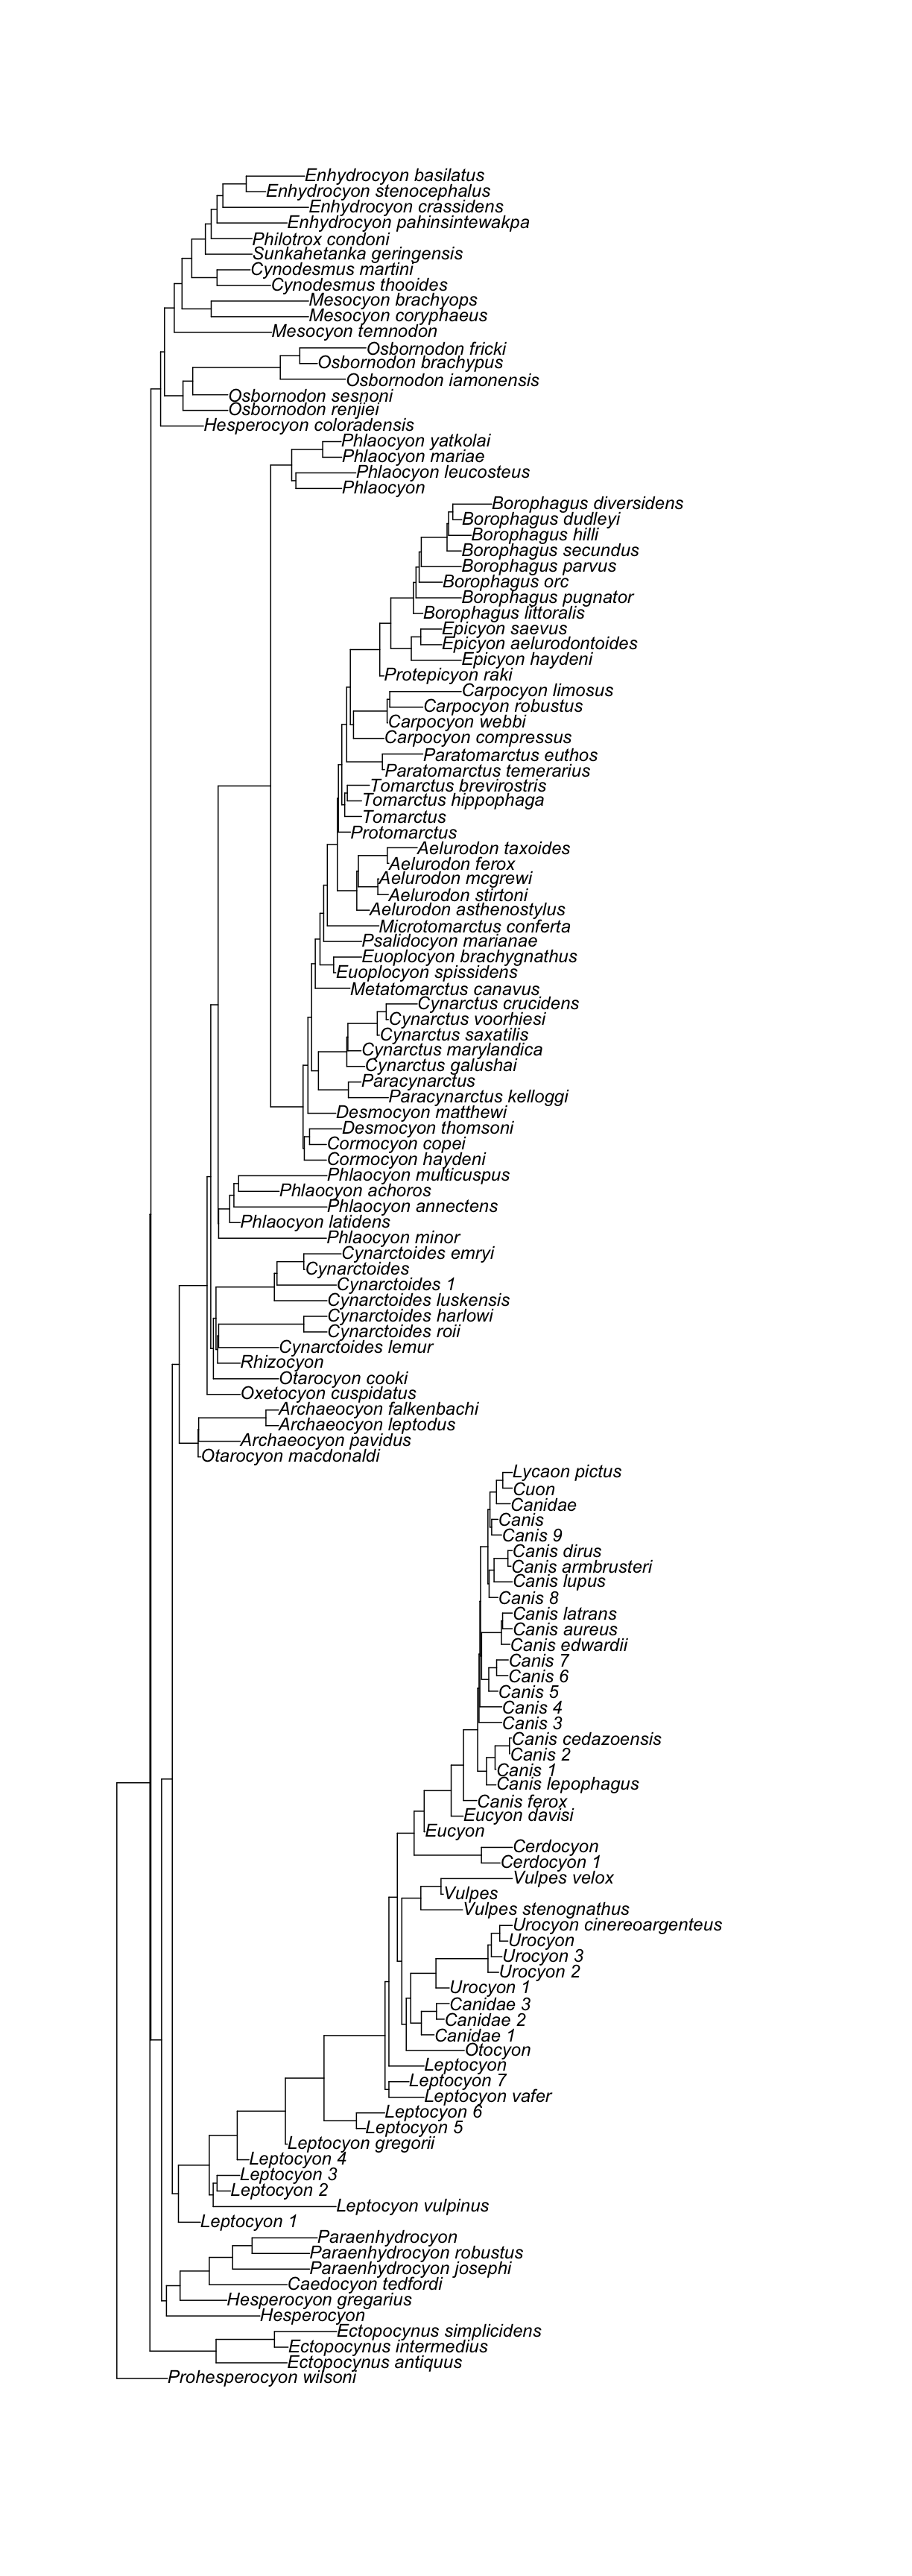 Enhydrocyon basilatus
Enhydrocyon stenocephalus
Enhydrocyon crassidens
Enhydrocyon pahinsintewakpa
Philotrox condoni
Sunkahetanka geringensis
Cynodesmus martini
Cynodesmus thooides
Mesocyon brachyops
Mesocyon coryphaeus
Mesocyon temnodon
Osbornodon fricki
Osbornodon brachypus
Osbornodon iamonensis
Osbornodon sesnoni
Osbornodon renjiei
Hesperocyon coloradensis
Phlaocyon yatkolai
Phlaocyon mariae
Phlaocyon leucosteus
Phlaocyon
Borophagus diversidens
Borophagus dudleyi
Borophagus hilli
Borophagus secundus
Borophagus parvus
Borophagus orc
Borophagus pugnator
Borophagus littoralis
Epicyon saevus
Epicyon aelurodontoides
Epicyon haydeni
Protepicyon raki
Carpocyon limosus
Carpocyon robustus
Carpocyon webbi
Carpocyon compressus
Paratomarctus euthos
Paratomarctus temerarius
Tomarctus brevirostris
Tomarctus hippophaga
Tomarctus
Protomarctus
Aelurodon taxoides
Aelurodon ferox
Aelurodon mcgrewi
Aelurodon stirtoni
Aelurodon asthenostylus
Microtomarctus conferta
Psalidocyon marianae
Euoplocyon brachygnathus
Euoplocyon spissidens
Metatomarctus canavus
Cynarctus crucidens
Cynarctus voorhiesi
Cynarctus saxatilis
Cynarctus marylandica
Cynarctus galushai
Paracynarctus
Paracynarctus kelloggi
Desmocyon matthewi
Desmocyon thomsoni
Cormocyon copei
Cormocyon haydeni
Phlaocyon multicuspus
Phlaocyon achoros
Phlaocyon annectens
Phlaocyon latidens
Phlaocyon minor
Cynarctoides emryi
Cynarctoides
Cynarctoides 1
Cynarctoides luskensis
Cynarctoides harlowi
Cynarctoides roii
Cynarctoides lemur
Rhizocyon
Otarocyon cooki
Oxetocyon cuspidatus
Archaeocyon falkenbachi
Archaeocyon leptodus
Archaeocyon pavidus
Otarocyon macdonaldi
Lycaon pictus
Cuon
Canidae
Canis
Canis 9
Canis dirus
Canis armbrusteri
Canis lupus
Canis 8
Canis latrans
Canis aureus
Canis edwardii
Canis 7
Canis 6
Canis 5
Canis 4
Canis 3
Canis cedazoensis
Canis 2
Canis 1
Canis lepophagus
Canis ferox
Eucyon davisi
Eucyon
Cerdocyon
Cerdocyon 1
Vulpes velox
Vulpes
Vulpes stenognathus
Urocyon cinereoargenteus
Urocyon
Urocyon 3
Urocyon 2
Urocyon 1
Canidae 3
Canidae 2
Canidae 1
Otocyon
Leptocyon
Leptocyon 7
Leptocyon vafer
Leptocyon 6
Leptocyon 5
Leptocyon gregorii
Leptocyon 4
Leptocyon 3
Leptocyon 2
Leptocyon vulpinus
Leptocyon 1
Paraenhydrocyon
Paraenhydrocyon robustus
Paraenhydrocyon josephi
Caedocyon tedfordi
Hesperocyon gregarius
Hesperocyon
Ectopocynus simplicidens
Ectopocynus intermedius
Ectopocynus antiquus
Prohesperocyon wilsoni